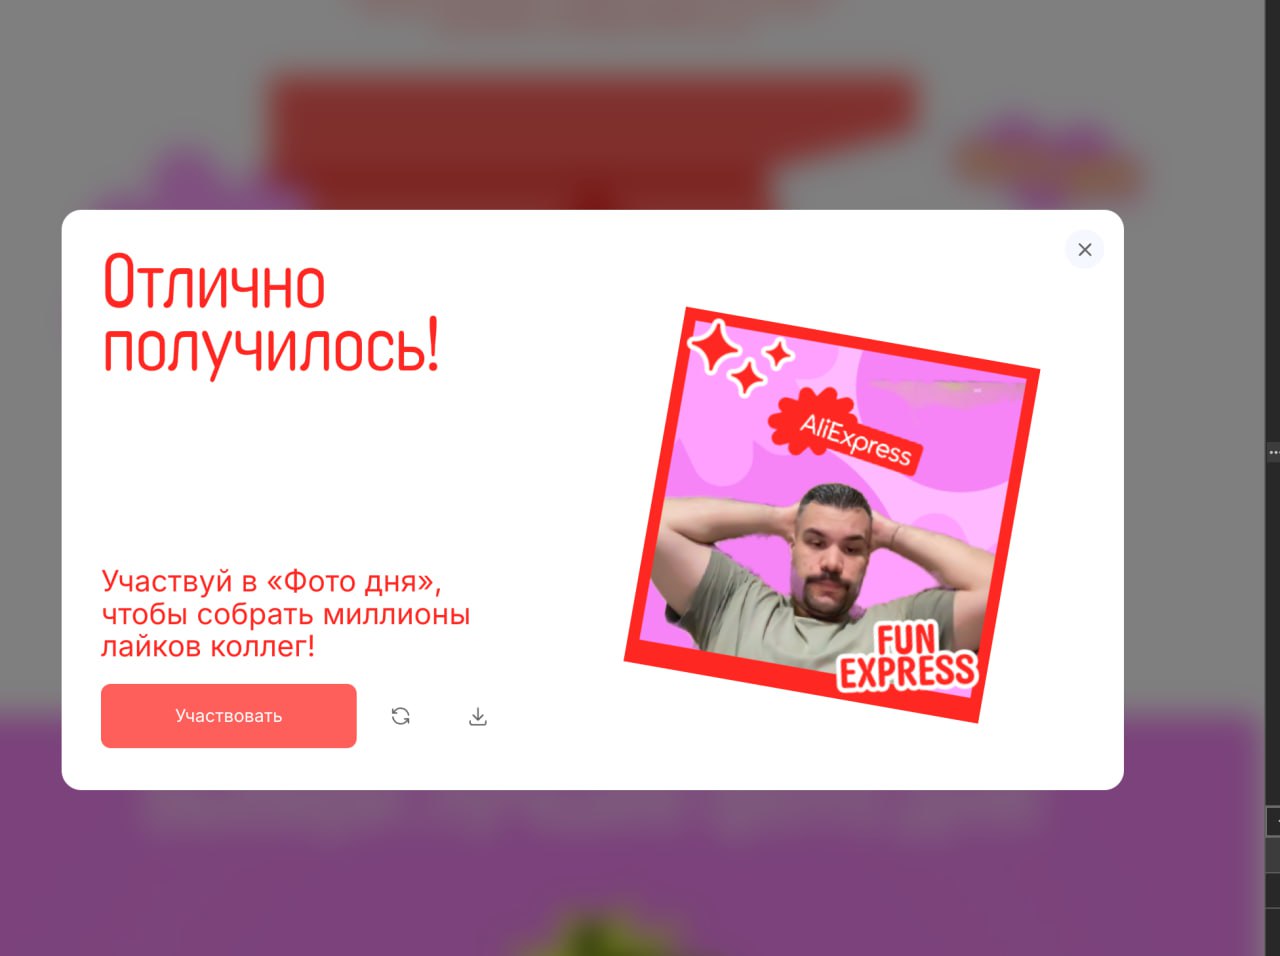 Отлично
получилось!
AliExpress
Участвуй в «Фото дня»,
чтобы собрать миллионы
лайков коллег!
FUN
EXPRESS
Участвовать